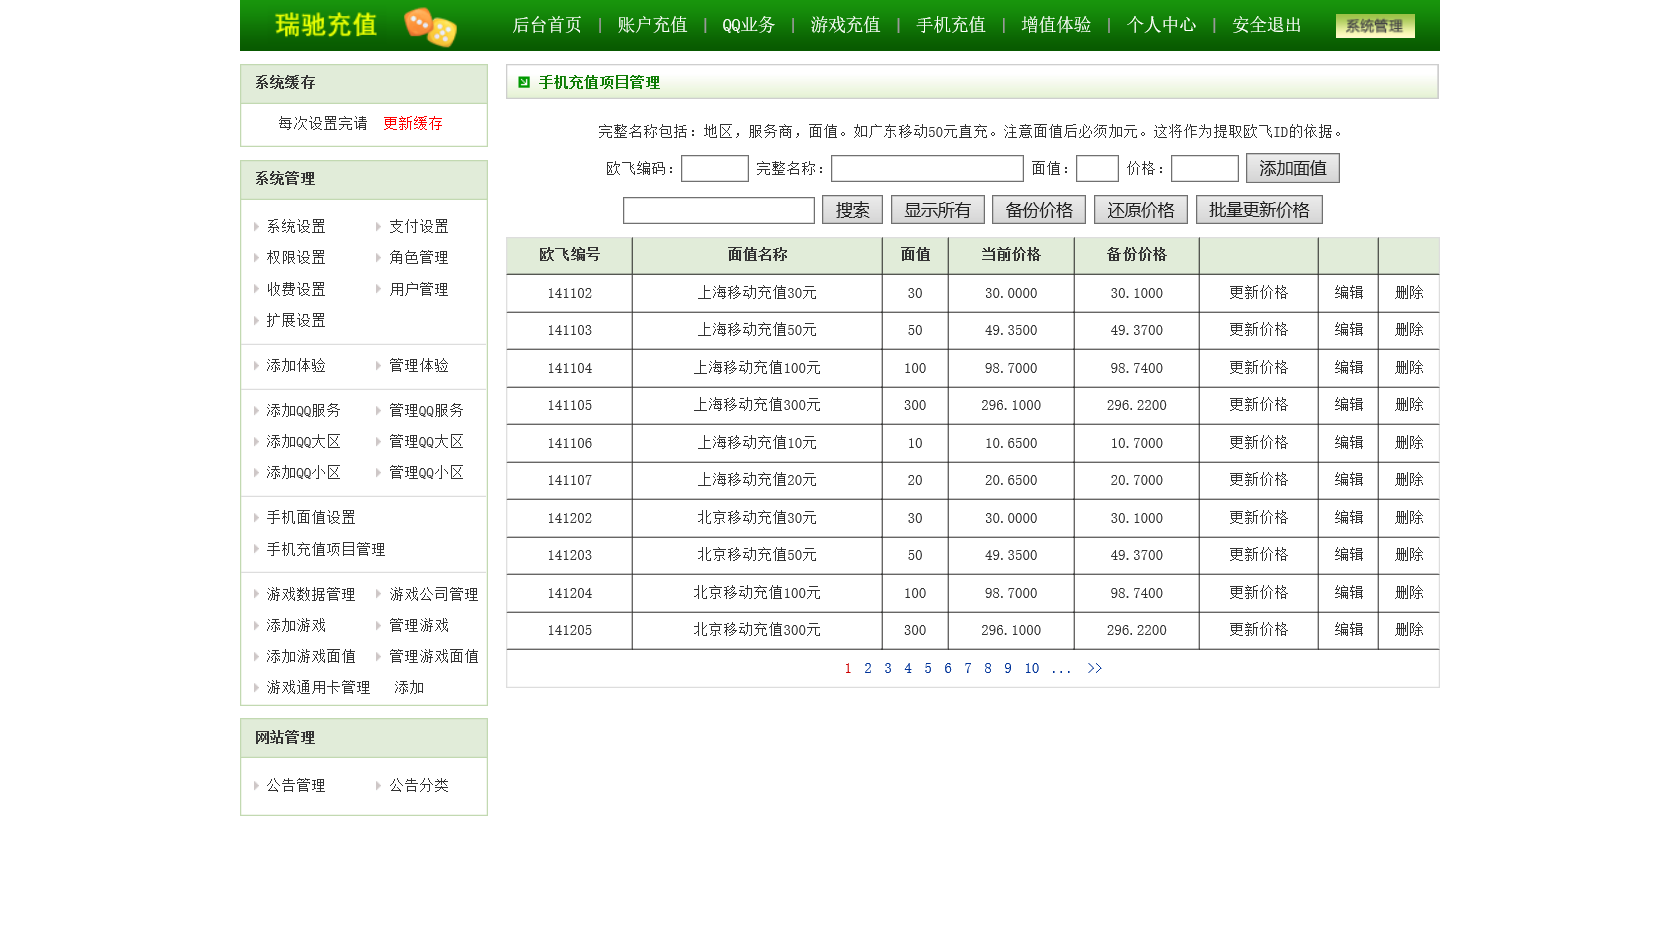 瑞驰充值 后台首页 | 账户充值 | QQ业务 | 游戏充值 | 手机充值 | 增值体验 | 个人中心 | 安全退出 系统管理
系统缓存
每次设置完请 更新缓存
系统管理
系统设置 支付设置
权限设置 角色管理
收费设置 用户管理
扩展设置
添加体验 管理体验
添加QQ服务 管理QQ服务
添加QQ大区 管理QQ大区
添加QQ小区 管理QQ小区
手机面值设置
手机充值项目管理
游戏数据管理 游戏公司管理
添加游戏 管理游戏
添加游戏面值 管理游戏面值
游戏通用卡管理 添加
网站管理
公告管理 公告分类
手机充值项目管理
完整名称包括：地区，服务商，面值。如广东移动50元直充。注意面值后必须加元。这将作为提取欧飞ID的依据。
欧飞编码： 完整名称： 面值： 价格： 添加面值
搜索 显示所有 备份价格 还原价格 批量更新价格
欧飞编号 面值名称 面值 当前价格 备份价格
141102 上海移动充值30元 30 30.0000 30.1000 更新价格 编辑 删除
141103 上海移动充值50元 50 49.3500 49.3700 更新价格 编辑 删除
141104 上海移动充值100元 100 98.7000 98.7400 更新价格 编辑 删除
141105 上海移动充值300元 300 296.1000 296.2200 更新价格 编辑 删除
141106 上海移动充值10元 10 10.6500 10.7000 更新价格 编辑 删除
141107 上海移动充值20元 20 20.6500 20.7000 更新价格 编辑 删除
141202 北京移动充值30元 30 30.0000 30.1000 更新价格 编辑 删除
141203 北京移动充值50元 50 49.3500 49.3700 更新价格 编辑 删除
141204 北京移动充值100元 100 98.7000 98.7400 更新价格 编辑 删除
141205 北京移动充值300元 300 296.1000 296.2200 更新价格 编辑 删除
1 2 3 4 5 6 7 8 9 10 ... >>